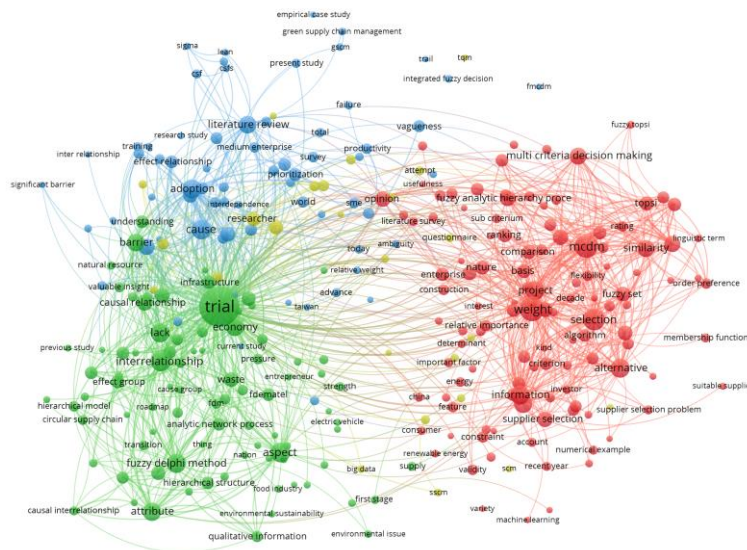 empirical case study
green supply chain management
sigma
lean
gscm
csf
csfs
present study
trail
tqm
integrated fuzzy decision
fmcdm
failure
literature review
research study
total
vagueness
fuzzy topsi
training
medium enterprise
productivity
inter relationship
effect relationship
survey
attempt
multi criteria decision making
significant barrier
adoption
prioritization
usefulness
interdependence
world
sme
opinion
fuzzy analytic hierarchy proce
topsi
understanding
researcher
literature survey
sub criterium
rating
cause
linguistic term
barrier
questionnaire
ranking
mcdm
similarity
natural resource
today
ambiguity
comparison
infrastructure
relative weight
nature
basis
flexibility
order preference
valuable insight
enterprise
causal relationship
advance
construction
project
decade
fuzzy set
trial
taiwan
interest
weight
selection
lack
economy
relative importance
algorithm
membership function
previous study
current study
determinant
kind
interrelationship
pressure
important factor
criterion
alternative
effect group
waste
entrepreneur
energy
investor
suitable supplier
cause group
fdematel
strength
china
information
hierarchical model
roadmap
fdm
feature
supplier selection
supplier selection problem
circular supply chain
analytic network process
electric vehicle
consumer
constraint
account
transition
thing
numerical example
nation
aspect
renewable energy
fuzzy delphi method
big data
supply
validity
scm
recent year
hierarchical structure
food industry
sscm
first stage
variety
causal interrelationship
attribute
environmental sustainability
machine learning
qualitative information
environmental issue